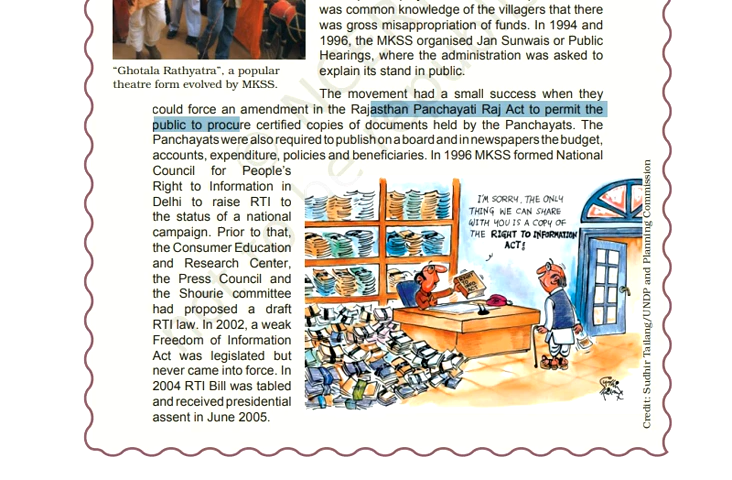 was common knowledge of the villagers that there
was gross misappropriation of funds. In 1994 and
1996, the MKSS organised Jan Sunwais or Public
Hearings, where the administration was asked to
explain its stand in public.
"Ghotala Rathyatra", a popular
theatre form evolved by MKSS.
The movement had a small success when they
could force an amendment in the Rajasthan Panchayati Raj Act to permit the
public to procure certified copies of documents held by the Panchayats. The
Panchayats were also required to publish on a board and in newspapers the budget,
accounts, expenditure, policies and beneficiaries. In 1996 MKSS formed National
Council for People's
Right to Information in
Delhi to raise RTI to
the status of a national
campaign. Prior to that,
the Consumer Education
and Research Center,
the Press Council and
the Shourie committee
had proposed a draft
RTI law. In 2002, a weak
Freedom of Information
Act was legislated but
never came into force. In
2004 RTI Bill was tabled
and received presidential
assent in June 2005.
I'M SORRY. THE ONLY
THING WE CAN SHARE
WITH YOU IS A COPY OF
THE RIGHT TO INFORMATION
ACT!
RIGHT TO
ACT
Credit: Sudhir Tailang/UNDP and Planning Commission